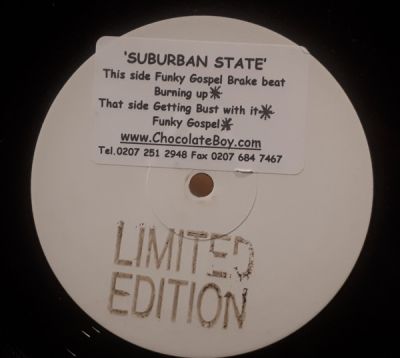 'SUBURBAN STATE'
This side Funky Gospel Brake beat
Burning up*
That side Getting Bust with it*
Funky Gospel*
www.ChocolateBoy.com
Tel.0207 251 2948 Fax 0207 684 7467
LIMITED
EDITION